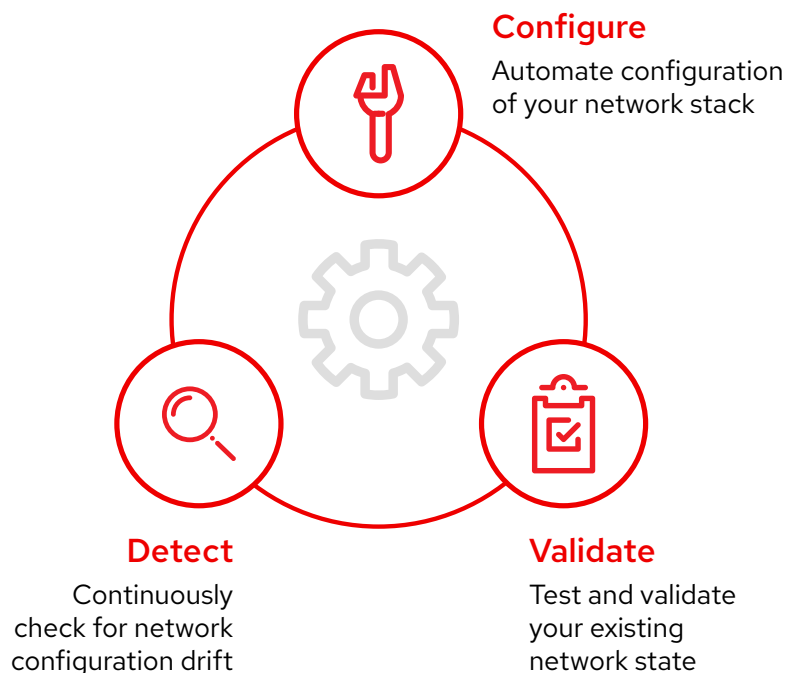 Configure
Automate configuration
of your network stack
Detect
Continuously
check for network
configuration drift
Validate
Test and validate
your existing
network state